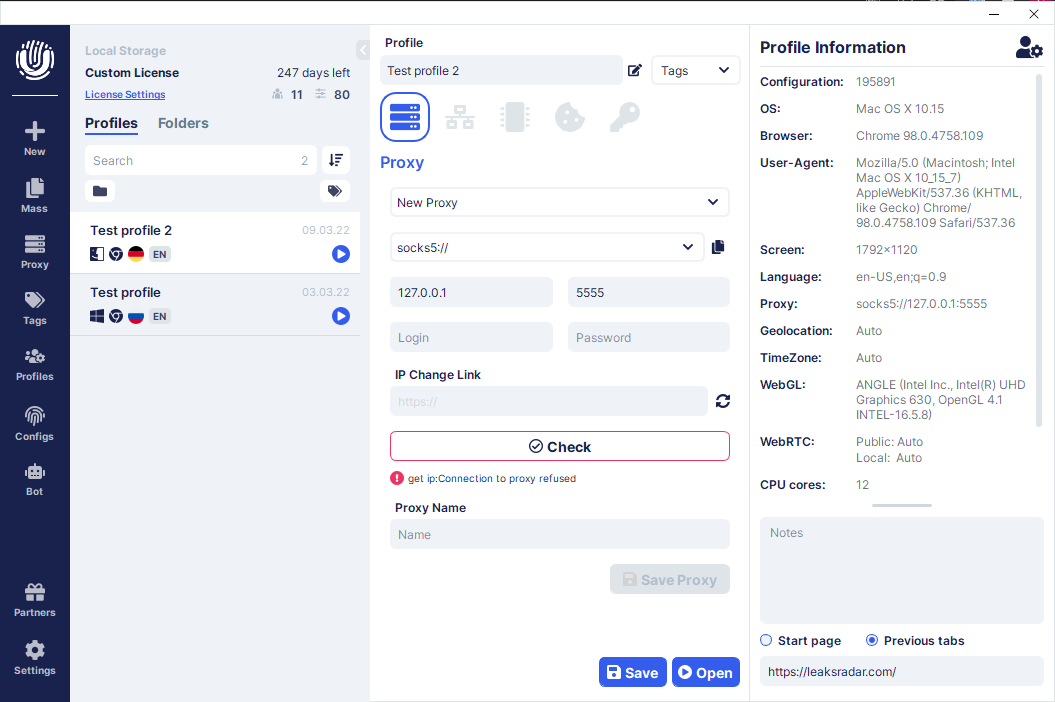 New
Mass
Proxy
Tags
Profiles
Configs
Bot
Partners
Settings
Local Storage
Custom License 247 days left
License Settings 11 80
Profiles Folders
Search 2
Test profile 2 09.03.22
EN
Test profile 03.03.22
EN
Profile
Test profile 2 Tags
Proxy
New Proxy
socks5://
127.0.0.1 5555
Login Password
IP Change Link
https://
Check
get ip:Connection to proxy refused
Proxy Name
Name
Save Proxy
Save Open
Profile Information
Configuration: 195891
OS: Mac OS X 10.15
Browser: Chrome 98.0.4758.109
User-Agent: Mozilla/5.0 (Macintosh; Intel
Mac OS X 10_15_7)
AppleWebKit/537.36 (KHTML,
like Gecko) Chrome/
98.0.4758.109 Safari/537.36
Screen: 1792×1120
Language: en-US,en;q=0.9
Proxy: socks5://127.0.0.1:5555
Geolocation: Auto
TimeZone: Auto
WebGL: ANGLE (Intel Inc., Intel(R) UHD
Graphics 630, OpenGL 4.1
INTEL-16.5.8)
WebRTC: Public: Auto
Local: Auto
CPU cores: 12
Notes
Start page Previous tabs
https://leaksradar.com/